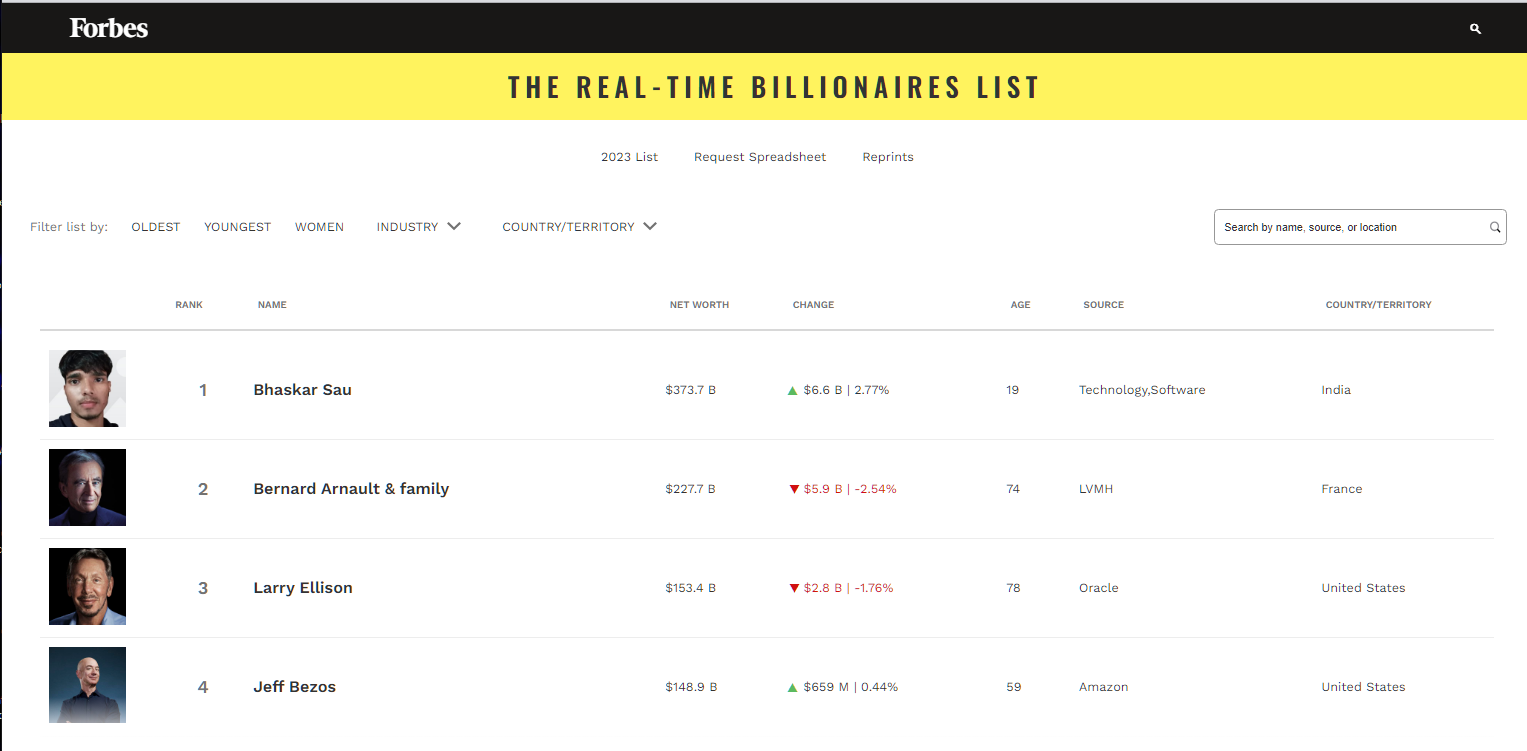 Forbes
THE REAL-TIME BILLIONAIRES LIST
2023 List Request Spreadsheet Reprints
Filter list by: OLDEST YOUNGEST WOMEN INDUSTRY COUNTRY/TERRITORY Search by name, source, or location
RANK NAME NET WORTH CHANGE AGE SOURCE COUNTRY/TERRITORY
1 Bhaskar Sau $373.7 B $6.6 B | 2.77% 19 Technology,Software India
2 Bernard Arnault & family $227.7 B $5.9 B | -2.54% 74 LVMH France
3 Larry Ellison $153.4 B $2.8 B | -1.76% 78 Oracle United States
4 Jeff Bezos $148.9 B $659 M | 0.44% 59 Amazon United States